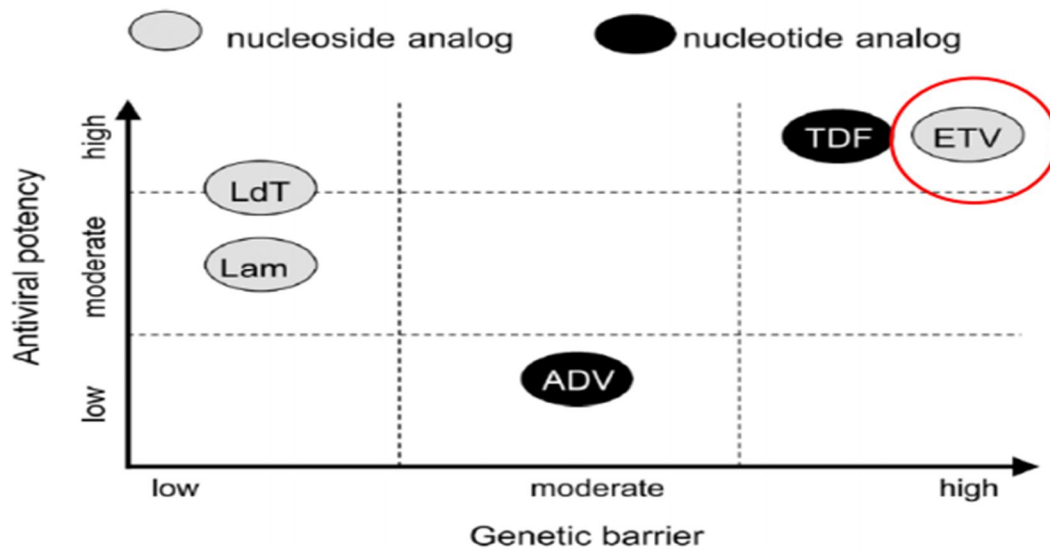 nucleoside analog
nucleotide analog
Antiviral potency
high
moderate
low
TDF
ETV
LdT
Lam
ADV
low
moderate
high
Genetic barrier